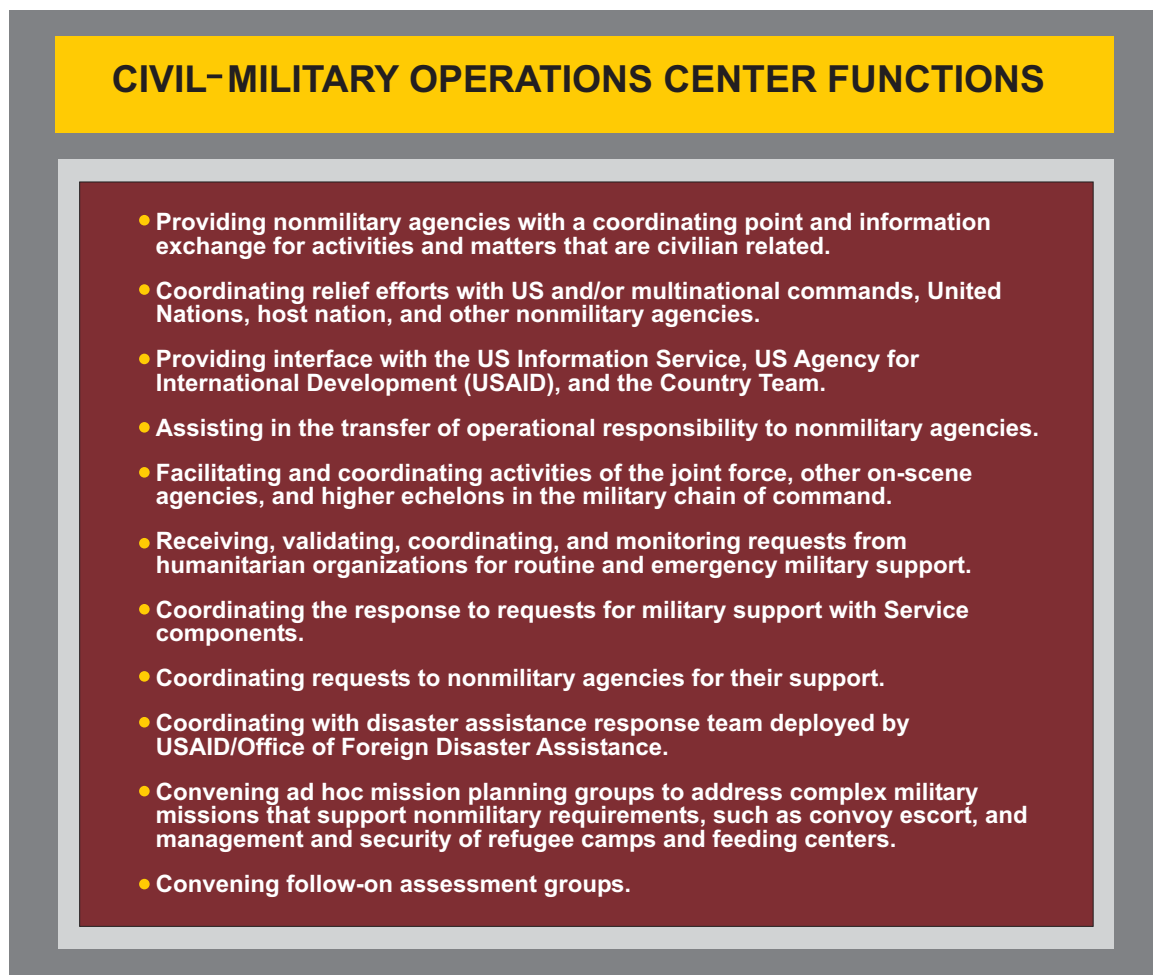 CIVIL-MILITARY OPERATIONS CENTER FUNCTIONS
• Providing nonmilitary agencies with a coordinating point and information
exchange for activities and matters that are civilian related.
• Coordinating relief efforts with US and/or multinational commands, United
Nations, host nation, and other nonmilitary agencies.
• Providing interface with the US Information Service, US Agency for
International Development (USAID), and the Country Team.
• Assisting in the transfer of operational responsibility to nonmilitary agencies.
• Facilitating and coordinating activities of the joint force, other on-scene
agencies, and higher echelons in the military chain of command.
• Receiving, validating, coordinating, and monitoring requests from
humanitarian organizations for routine and emergency military support.
• Coordinating the response to requests for military support with Service
components.
• Coordinating requests to nonmilitary agencies for their support.
• Coordinating with disaster assistance response team deployed by
USAID/Office of Foreign Disaster Assistance.
• Convening ad hoc mission planning groups to address complex military
missions that support nonmilitary requirements, such as convoy escort, and
management and security of refugee camps and feeding centers.
• Convening follow-on assessment groups.